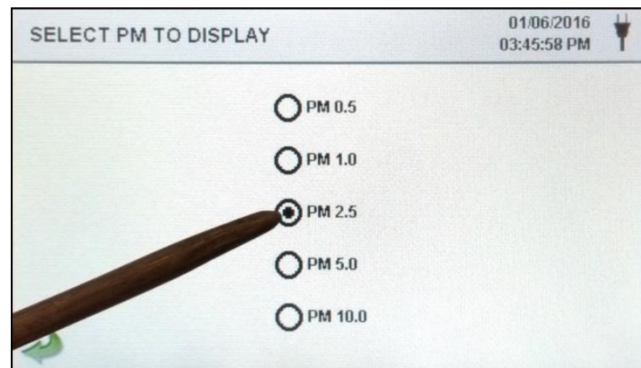 SELECT PM TO DISPLAY
01/06/2016
03:45:58 PM
PM 0.5
PM 1.0
PM 2.5
PM 5.0
PM 10.0